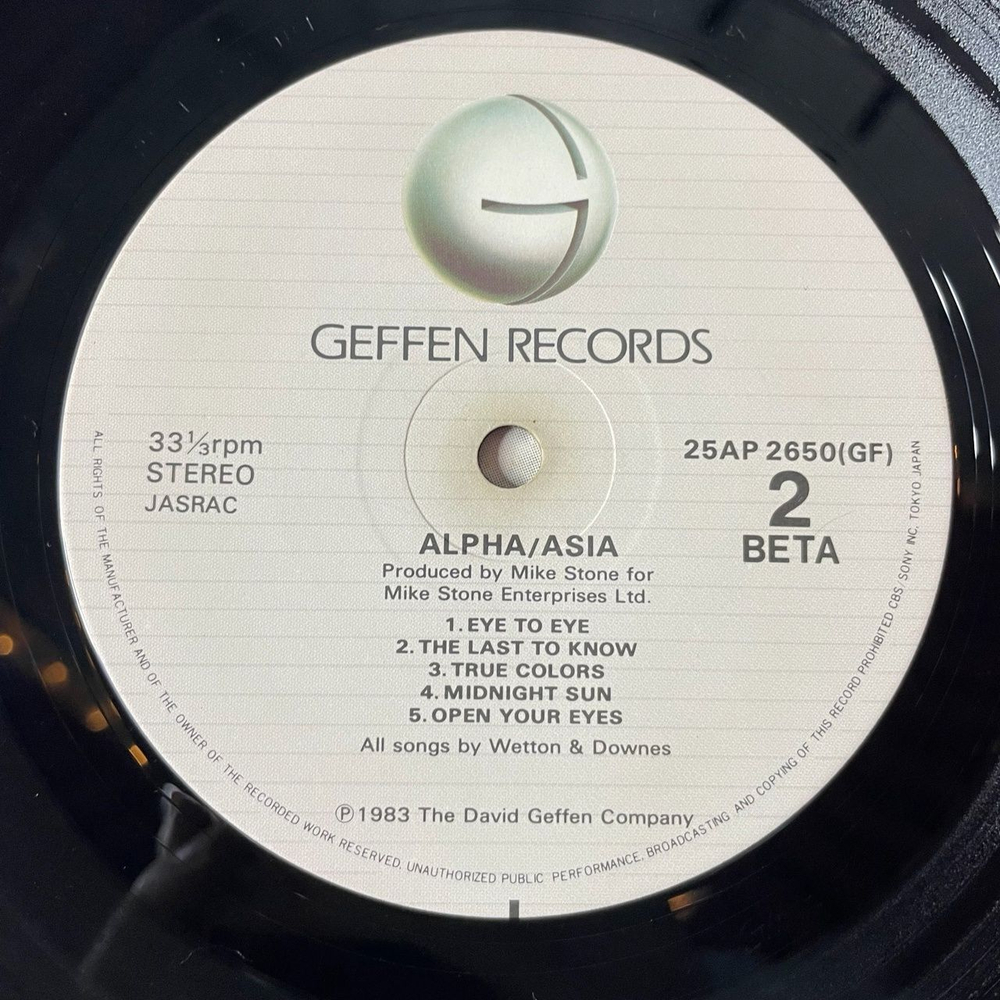 GEFFEN RECORDS
33⅓rpm
STEREO
JASRAC
25AP 2650(GF)
2
BETA
ALPHA/ASIA
Produced by Mike Stone for
Mike Stone Enterprises Ltd.
1. EYE TO EYE
2. THE LAST TO KNOW
3. TRUE COLORS
4. MIDNIGHT SUN
5. OPEN YOUR EYES
All songs by Wetton & Downes
Ⓟ1983 The David Geffen Company
ALL RIGHTS OF THE MANUFACTURER AND OF THE OWNER OF THE RECORDED WORK RESERVED. UNAUTHORIZED PUBLIC PERFORMANCE, BROADCASTING AND COPYING OF THIS RECORD PROHIBITED CBS/SONY INC. TOKYO JAPAN